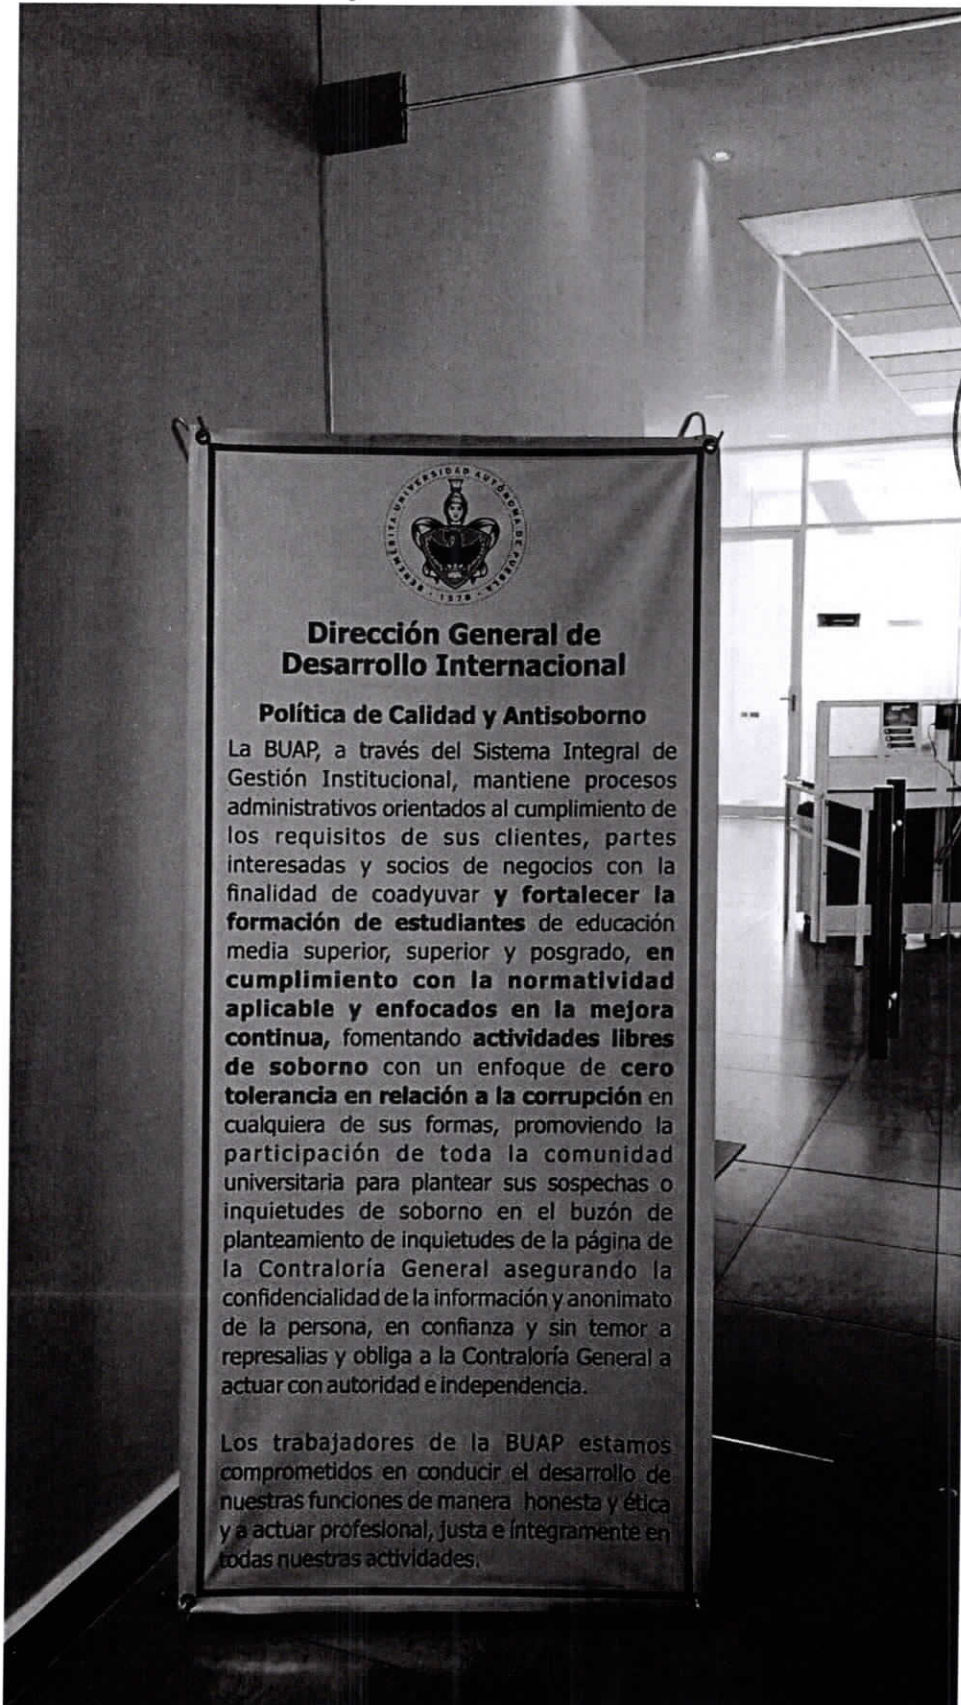 BENEMÉRITA UNIVERSIDAD AUTÓNOMA DE PUEBLA
1578
Dirección General de
Desarrollo Internacional
Política de Calidad y Antisoborno
La BUAP, a través del Sistema Integral de
Gestión Institucional, mantiene procesos
administrativos orientados al cumplimiento de
los requisitos de sus clientes, partes
interesadas y socios de negocios con la
finalidad de coadyuvar y fortalecer la
formación de estudiantes de educación
media superior, superior y posgrado, en
cumplimiento con la normatividad
aplicable y enfocados en la mejora
continua, fomentando actividades libres
de soborno con un enfoque de cero
tolerancia en relación a la corrupción en
cualquiera de sus formas, promoviendo la
participación de toda la comunidad
universitaria para plantear sus sospechas o
inquietudes de soborno en el buzón de
planteamiento de inquietudes de la página de
la Contraloría General asegurando la
confidencialidad de la información y anonimato
de la persona, en confianza y sin temor a
represalias y obliga a la Contraloría General a
actuar con autoridad e independencia.
Los trabajadores de la BUAP estamos
comprometidos en conducir el desarrollo de
nuestras funciones de manera honesta y ética
y a actuar profesional, justa e íntegramente en
todas nuestras actividades.